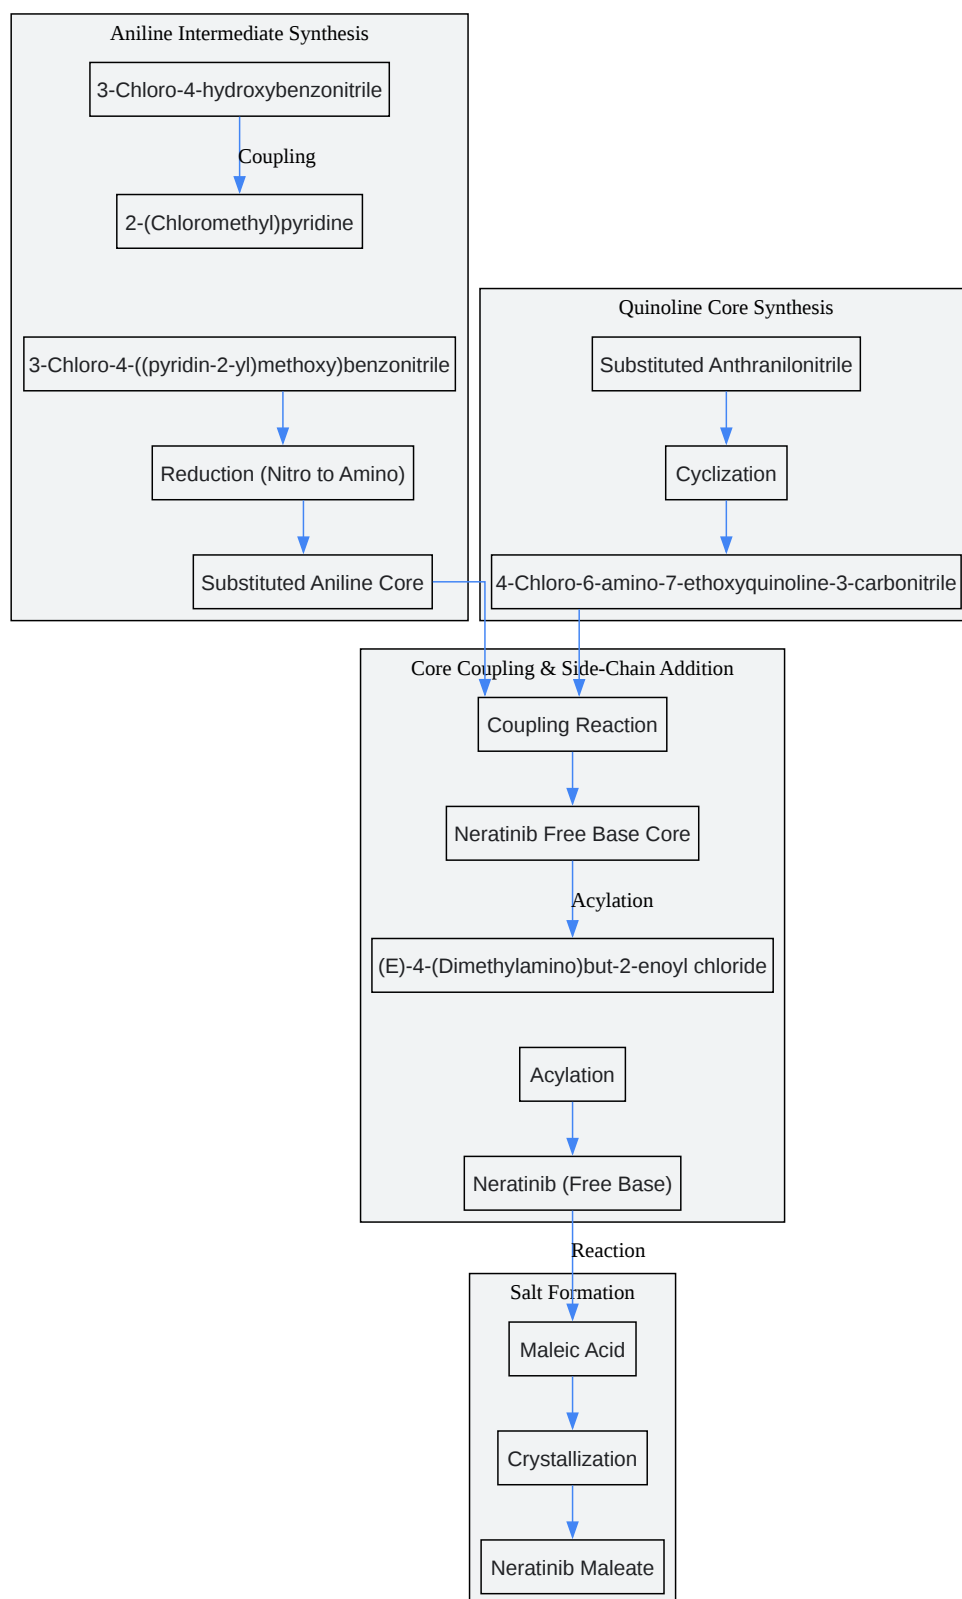 Aniline Intermediate Synthesis
3-Chloro-4-hydroxybenzonitrile
Coupling
2-(Chloromethyl)pyridine
3-Chloro-4-((pyridin-2-yl)methoxy)benzonitrile
Reduction (Nitro to Amino)
Substituted Aniline Core
Quinoline Core Synthesis
Substituted Anthranilonitrile
Cyclization
4-Chloro-6-amino-7-ethoxyquinoline-3-carbonitrile
Core Coupling & Side-Chain Addition
Coupling Reaction
Neratinib Free Base Core
Acylation
(E)-4-(Dimethylamino)but-2-enoyl chloride
Acylation
Neratinib (Free Base)
Reaction
Salt Formation
Maleic Acid
Crystallization
Neratinib Maleate